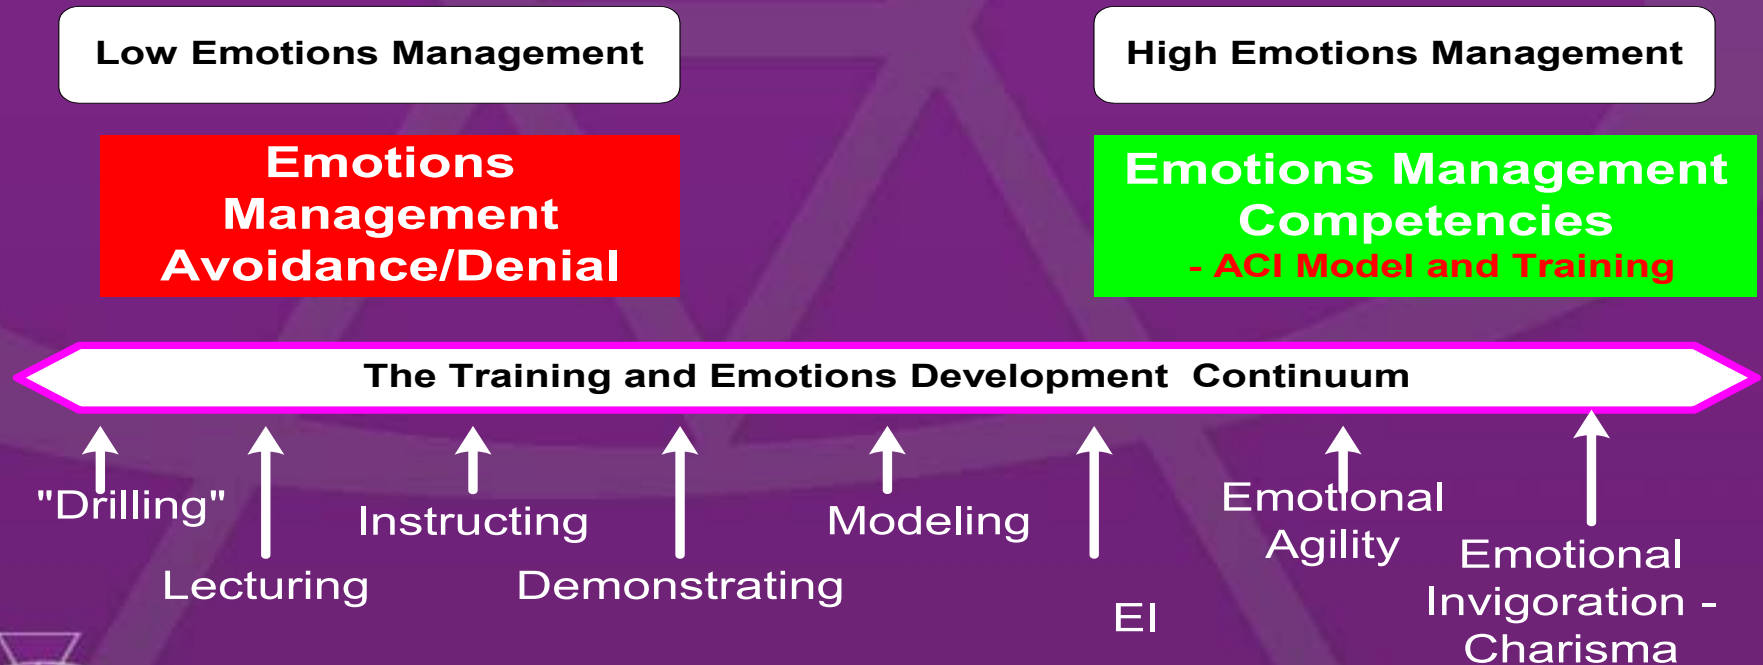 Low Emotions Management
High Emotions Management
Emotions
Management
Avoidance/Denial
Emotions Management
Competencies
- ACI Model and Training
The Training and Emotions Development Continuum
"Drilling"
Lecturing
Instructing
Demonstrating
Modeling
EI
Emotional
Agility
Emotional
Invigoration -
Charisma